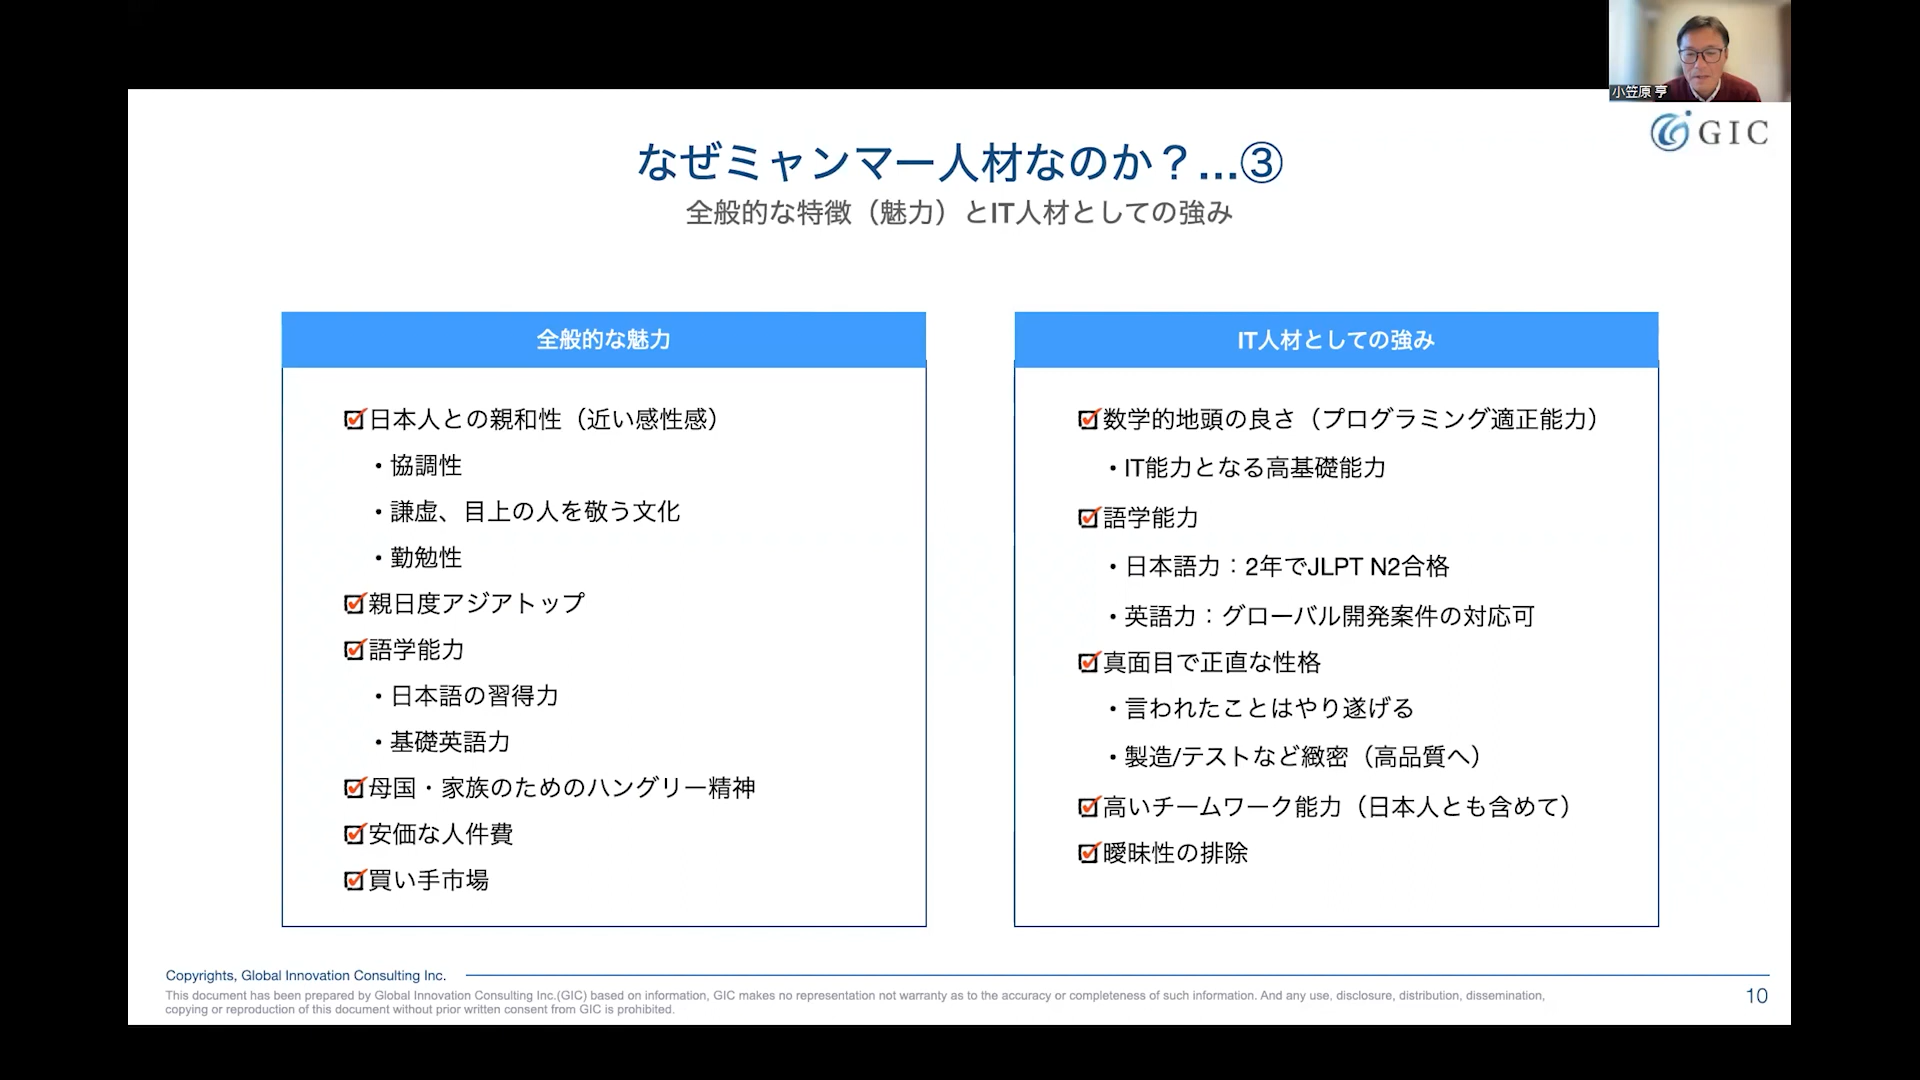 小笠原 亨
GIC
なぜミャンマー人材なのか？...③
全般的な特徴（魅力）とIT人材としての強み
全般的な魅力
日本人との親和性（近い感性感）
・協調性
・謙虚、目上の人を敬う文化
・勤勉性
親日度アジアトップ
語学能力
・日本語の習得力
・基礎英語力
母国・家族のためのハングリー精神
安価な人件費
買い手市場
IT人材としての強み
数学的地頭の良さ（プログラミング適正能力）
・IT能力となる高基礎能力
語学能力
・日本語力：2年でJLPT N2合格
・英語力：グローバル開発案件の対応可
真面目で正直な性格
・言われたことはやり遂げる
・製造/テストなど緻密（高品質へ）
高いチームワーク能力（日本人とも含めて）
曖昧性の排除
Copyrights, Global Innovation Consulting Inc.
This document has been prepared by Global Innovation Consulting Inc.(GIC) based on information, GIC makes no representation not warranty as to the accuracy or completeness of such information. And any use, disclosure, distribution, dissemination,
copying or reproduction of this document without prior written consent from GIC is prohibited.
10